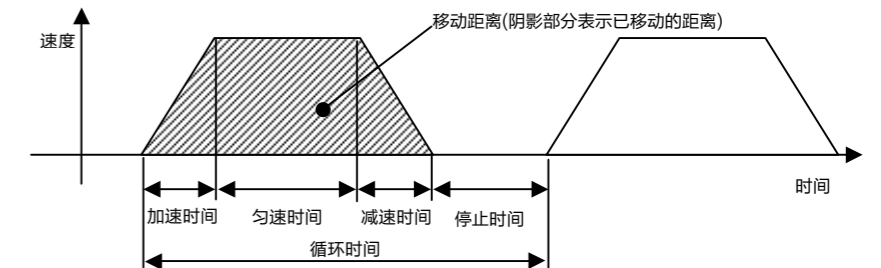 移动距离(阴影部分表示已移动的距离)
速度
时间
加速时间
匀速时间
减速时间
停止时间
循环时间